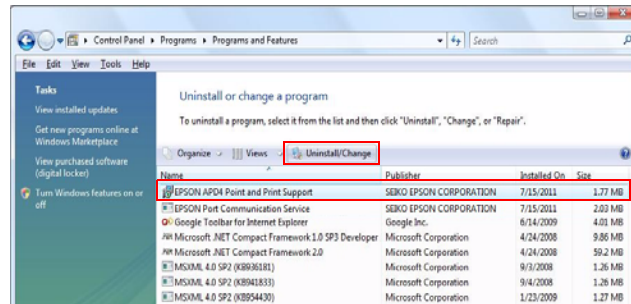 Control Panel ▸ Programs ▸ Programs and Features
Search
File Edit View Tools Help
Tasks
View installed updates
Get new programs online at
Windows Marketplace
View purchased software
(digital locker)
Turn Windows features on or
off
Uninstall or change a program
To uninstall a program, select it from the list and then click "Uninstall", "Change", or "Repair".
Organize Views Uninstall/Change
Name Publisher Installed On Size
EPSON APD4 Point and Print Support SEIKO EPSON CORPORATION 7/15/2011 1.77 MB
EPSON Port Communication Service SEIKO EPSON CORPORATION 7/15/2011 2.03 MB
Google Toolbar for Internet Explorer Google Inc. 6/14/2009 4.01 MB
Microsoft .NET Compact Framework 1.0 SP3 Developer Microsoft Corporation 4/24/2008 9.86 MB
Microsoft .NET Compact Framework 2.0 Microsoft Corporation 4/24/2008 59.2 MB
MSXML 4.0 SP2 (KB936181) Microsoft Corporation 9/3/2008 1.26 MB
MSXML 4.0 SP2 (KB941833) Microsoft Corporation 9/4/2008 1.26 MB
MSXML 4.0 SP2 (KB954430) Microsoft Corporation 1/23/2009 1.27 MB